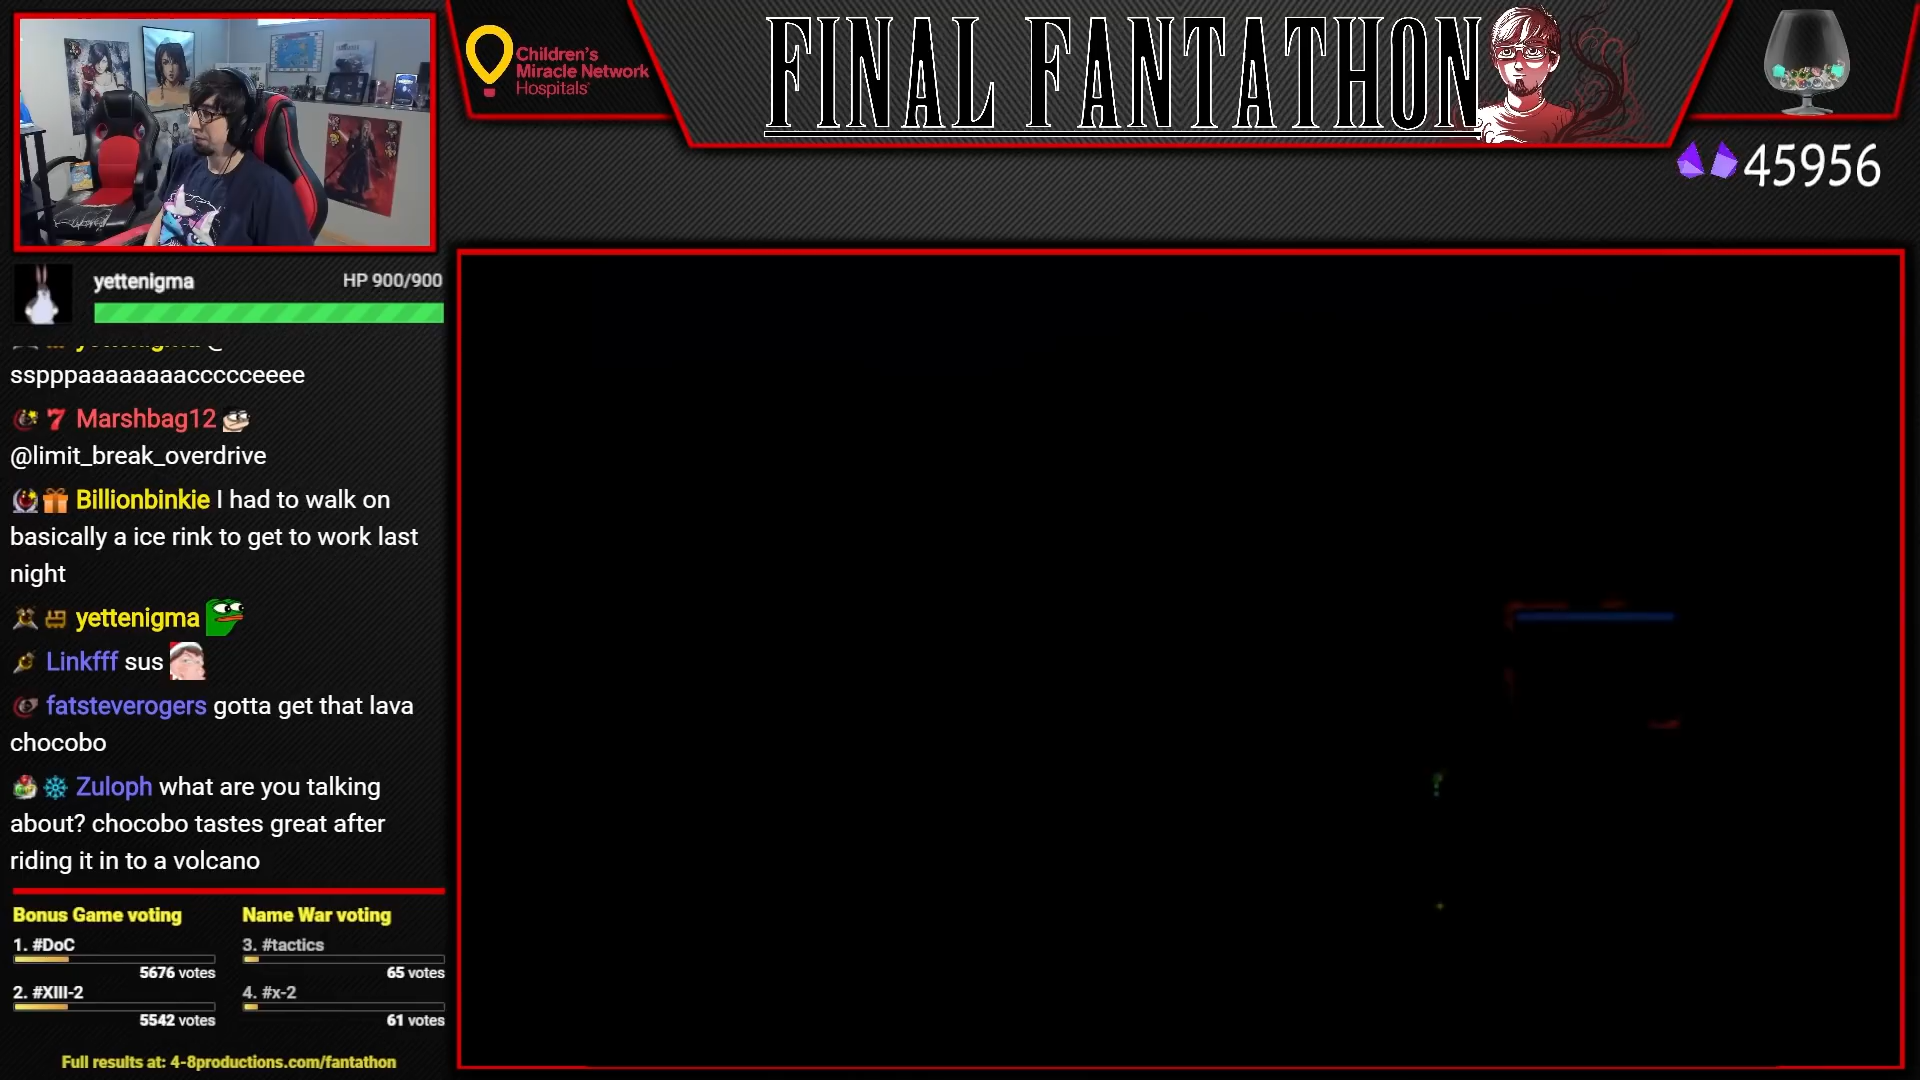 Children's
Miracle Network
Hospitals
FINAL FANTATHON
45956
yettenigma HP 900/900
ssppppaaaaaaaaccccceeee
7 Marshbag12
@limit_break_overdrive
Billionbinkie I had to walk on
basically a ice rink to get to work last
night
yettenigma
Linkfff sus
fatsteverogers gotta get that lava
chocobo
Zuloph what are you talking
about? chocobo tastes great after
riding it in to a volcano
Bonus Game voting
1. #DoC
5676 votes
2. #XIII-2
5542 votes
Name War voting
3. #tactics
65 votes
4. #x-2
61 votes
Full results at: 4-8productions.com/fantathon
?